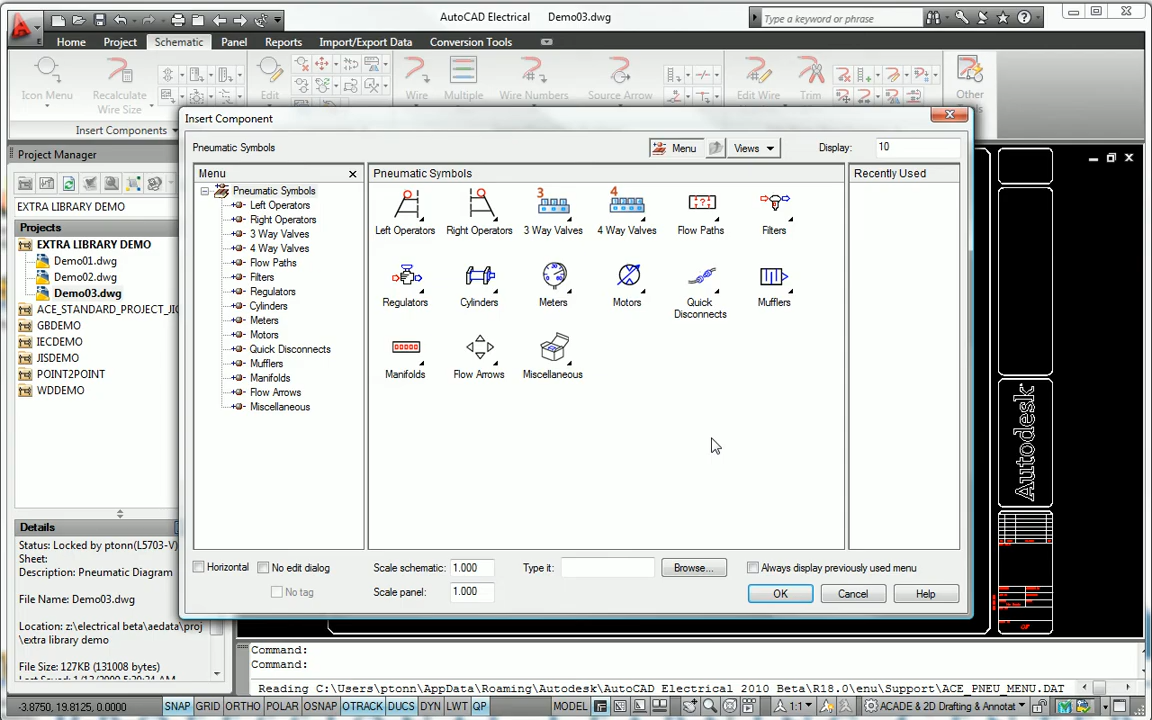 AutoCAD Electrical Demo03.dwg
Type a keyword or phrase
Home Project Schematic Panel Reports Import/Export Data Conversion Tools
Icon Menu
Recalculate
Wire Size
Edit
Wire
Multiple
Wire Numbers
Source Arrow
Edit Wire
Trim
Other
Tools
Insert Components
Insert Component
Project Manager
EXTRA LIBRARY DEMO
Projects
EXTRA LIBRARY DEMO
Demo01.dwg
Demo02.dwg
Demo03.dwg
ACE_STANDARD_PROJECT_JIC
GBDEMO
IECDEMO
JISDEMO
POINT2POINT
WDDEMO
Details
Status: Locked by ptonn(L5703-V)
Sheet:
Description: Pneumatic Diagram
File Name: Demo03.dwg
Location: z:\electrical beta\aedata\proj
\extra library demo
File Size: 127KB (131008 bytes)
Pneumatic Symbols
Menu
Views
Display:
10
Menu
Pneumatic Symbols
Left Operators
Right Operators
3 Way Valves
4 Way Valves
Flow Paths
Filters
Regulators
Cylinders
Meters
Motors
Quick Disconnects
Mufflers
Manifolds
Flow Arrows
Miscellaneous
Pneumatic Symbols
Left Operators
Right Operators
3
3 Way Valves
4
4 Way Valves
Flow Paths
Filters
Regulators
Cylinders
Meters
Motors
Quick
Disconnects
Mufflers
Manifolds
Flow Arrows
Miscellaneous
Recently Used
Horizontal
No edit dialog
No tag
Scale schematic:
1.000
Scale panel:
1.000
Type it:
Browse...
Always display previously used menu
OK
Cancel
Help
Autodesk
Command:
Command:
Reading C:\Users\ptonn\AppData\Roaming\Autodesk\AutoCAD Electrical 2010 Beta\R18.0\enu\Support\ACE_PNEU_MENU.DAT
-3.8750, 19.8125, 0.0000
SNAP GRID ORTHO POLAR OSNAP OTRACK DUCS DYN LWT QP
MODEL
1:1
ACADE & 2D Drafting & Annotat